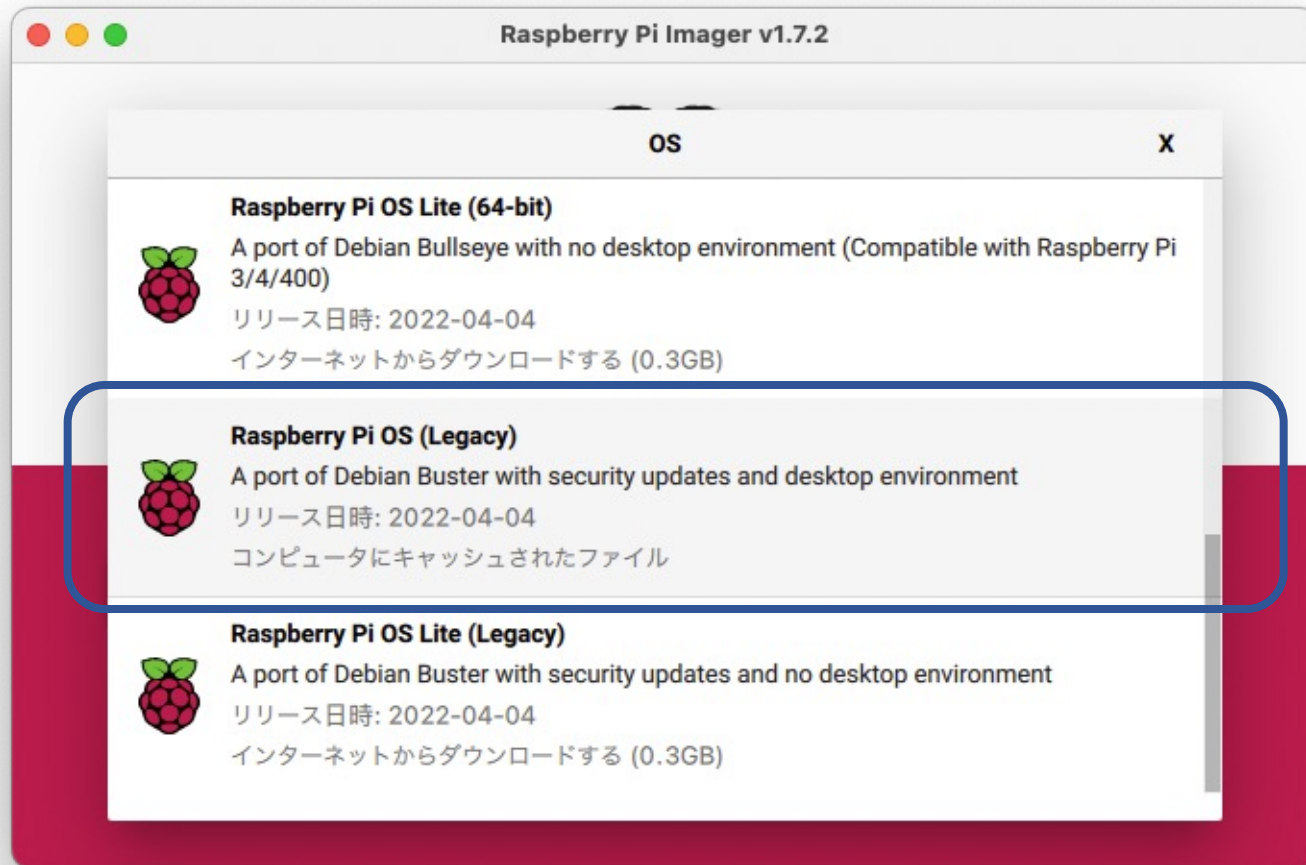 Raspberry Pi Imager v1.7.2
OS
X
Raspberry Pi OS Lite (64-bit)
A port of Debian Bullseye with no desktop environment (Compatible with Raspberry Pi
3/4/400)
リリース日時: 2022-04-04
インターネットからダウンロードする (0.3GB)
Raspberry Pi OS (Legacy)
A port of Debian Buster with security updates and desktop environment
リリース日時: 2022-04-04
コンピュータにキャッシュされたファイル
Raspberry Pi OS Lite (Legacy)
A port of Debian Buster with security updates and no desktop environment
リリース日時: 2022-04-04
インターネットからダウンロードする (0.3GB)